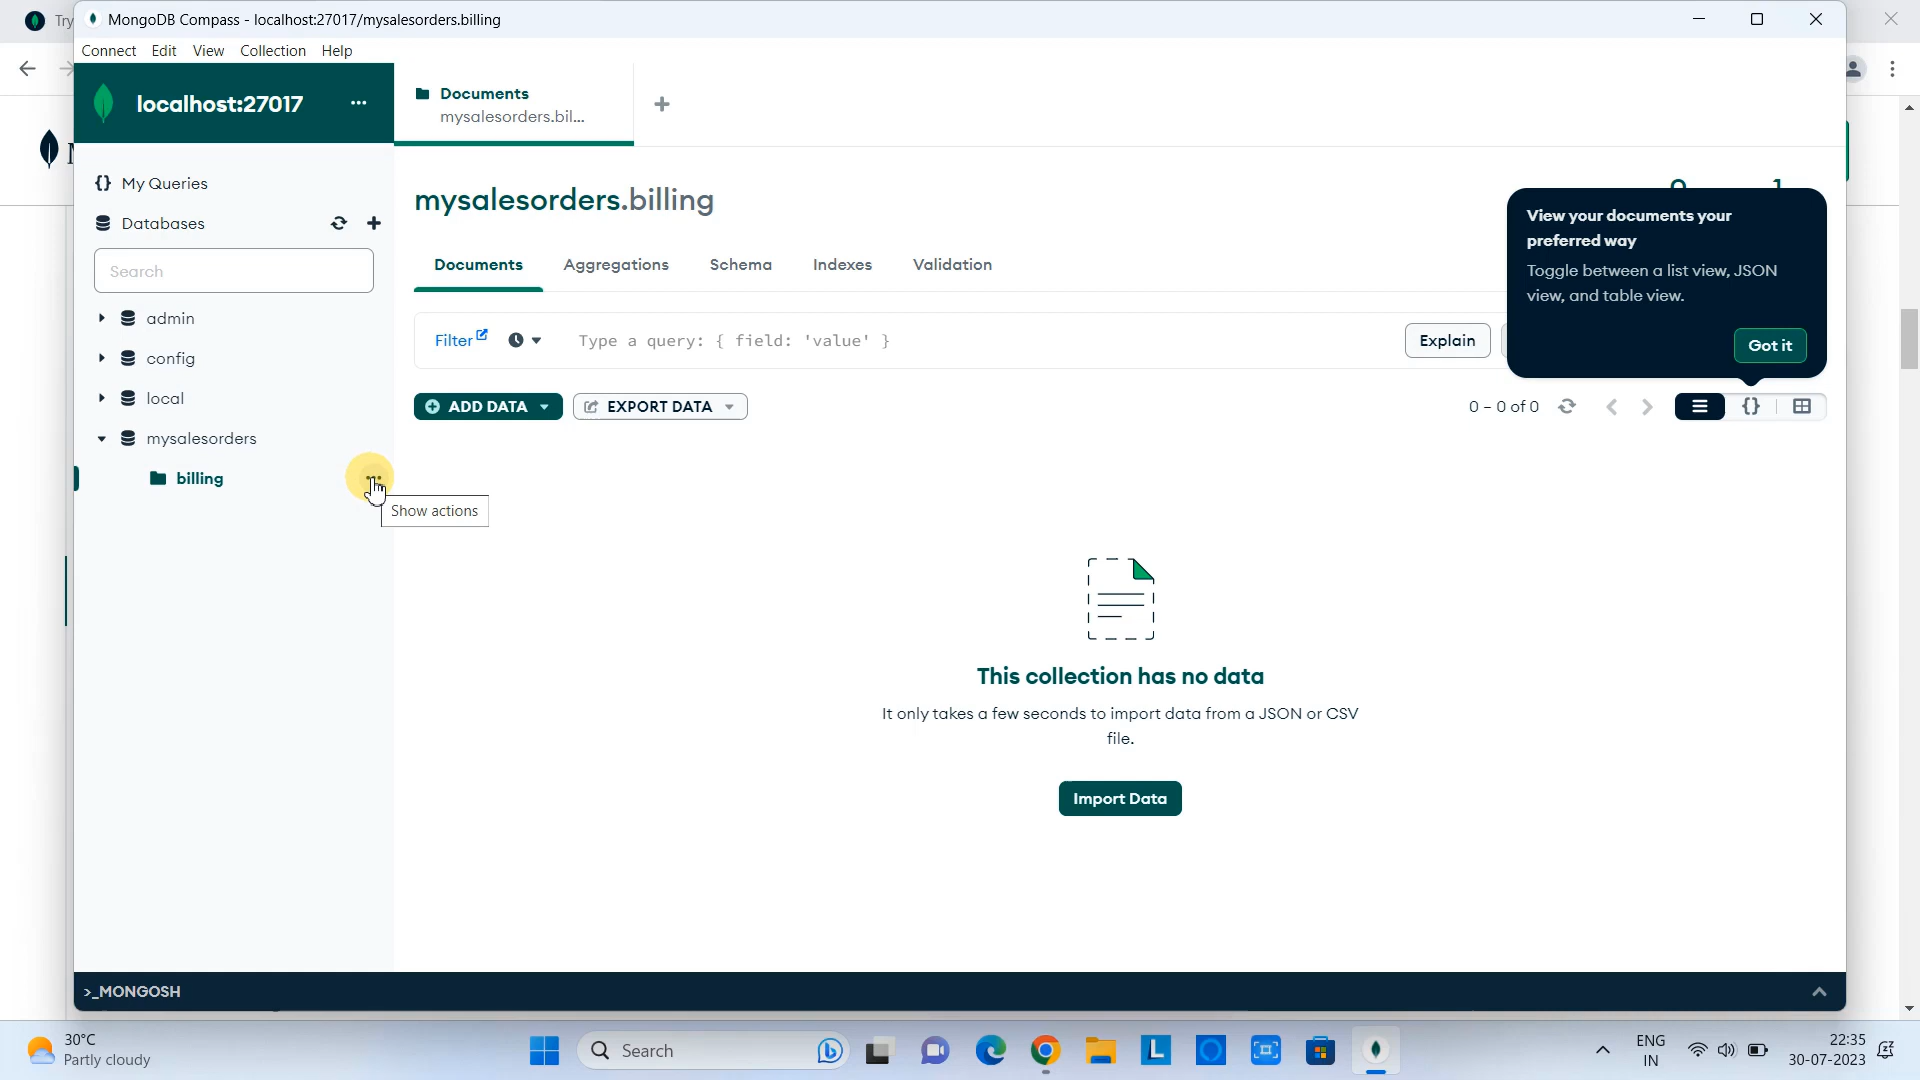 Try
MongoDB Compass - localhost:27017/mysalesorders.billing
Connect Edit View Collection Help
localhost:27017
Documents
mysalesorders.bil...
My Queries
Databases
Search
admin
config
local
mysalesorders
billing
Show actions
mysalesorders.billing
Documents Aggregations Schema Indexes Validation
Filter Type a query: { field: 'value' } Explain
ADD DATA EXPORT DATA 0 – 0 of 0
View your documents your
preferred way
Toggle between a list view, JSON
view, and table view.
Got it
This collection has no data
It only takes a few seconds to import data from a JSON or CSV
file.
Import Data
>_MONGOSH
30°C
Partly cloudy
Search
ENG
IN
22:35
30-07-2023